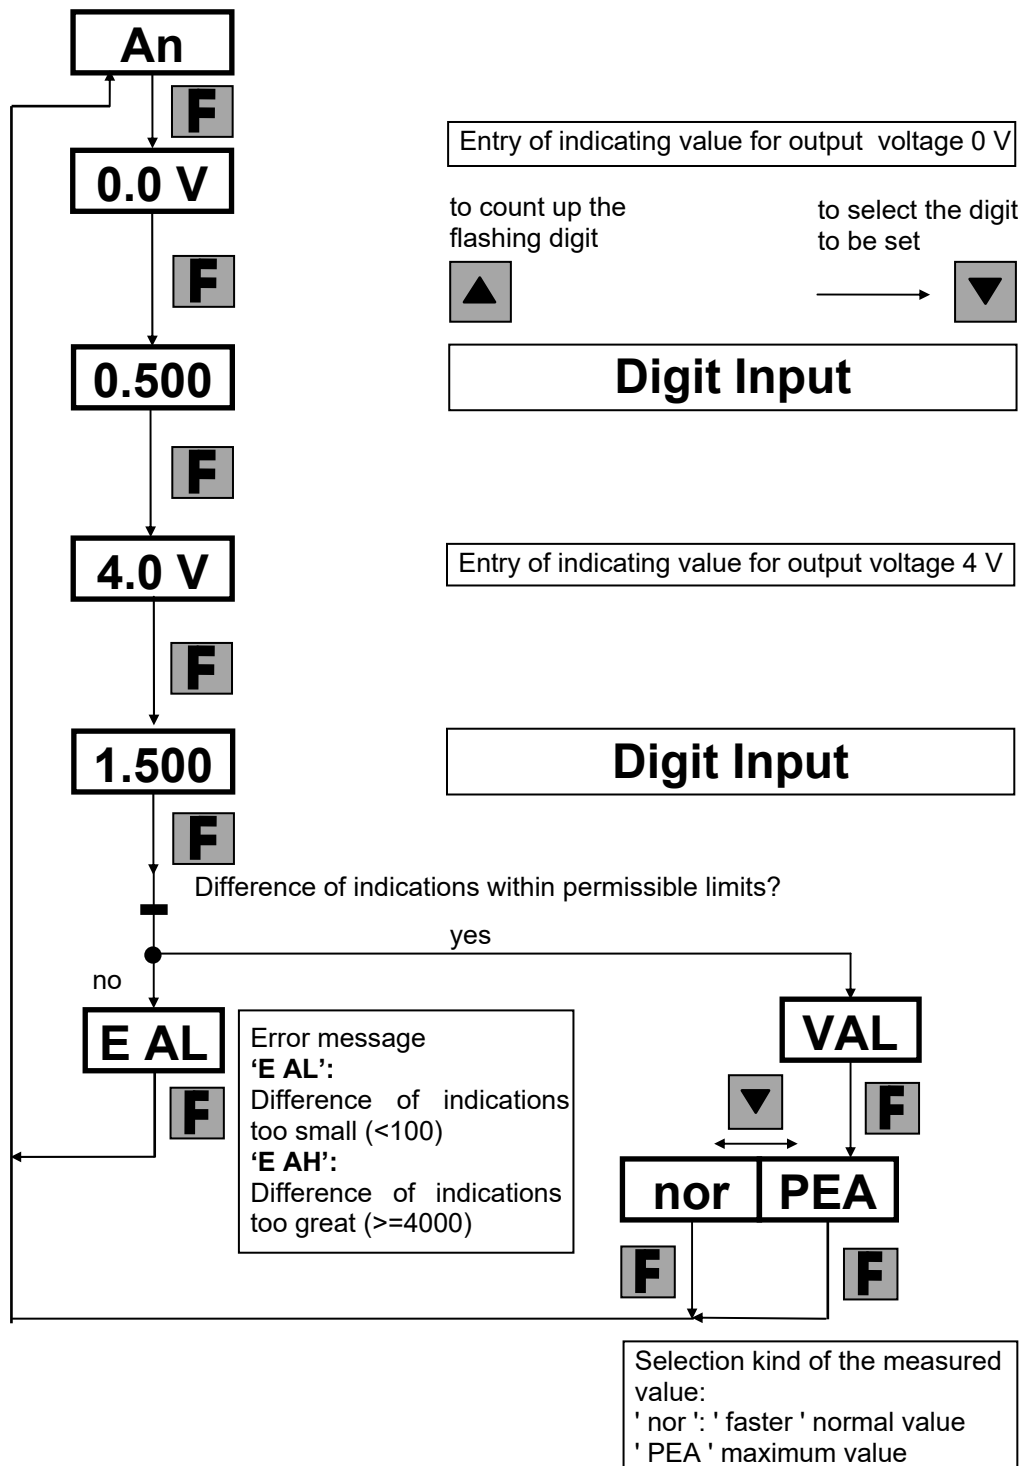 An
F
0.0 V
Entry of indicating value for output  voltage 0 V
to count up the
flashing digit
to select the digit
to be set
F
0.500
Digit Input
F
4.0 V
Entry of indicating value for output voltage 4 V
F
1.500
Digit Input
F
Difference of indications within permissible limits?
yes
no
E AL
Error message
‘E AL’:
Difference of indications
too small (<100)
‘E AH’:
Difference of indications
too great (>=4000)
F
VAL
F
nor
PEA
F
F
Selection kind of the measured
value:
' nor ': ' faster ' normal value
' PEA ' maximum value